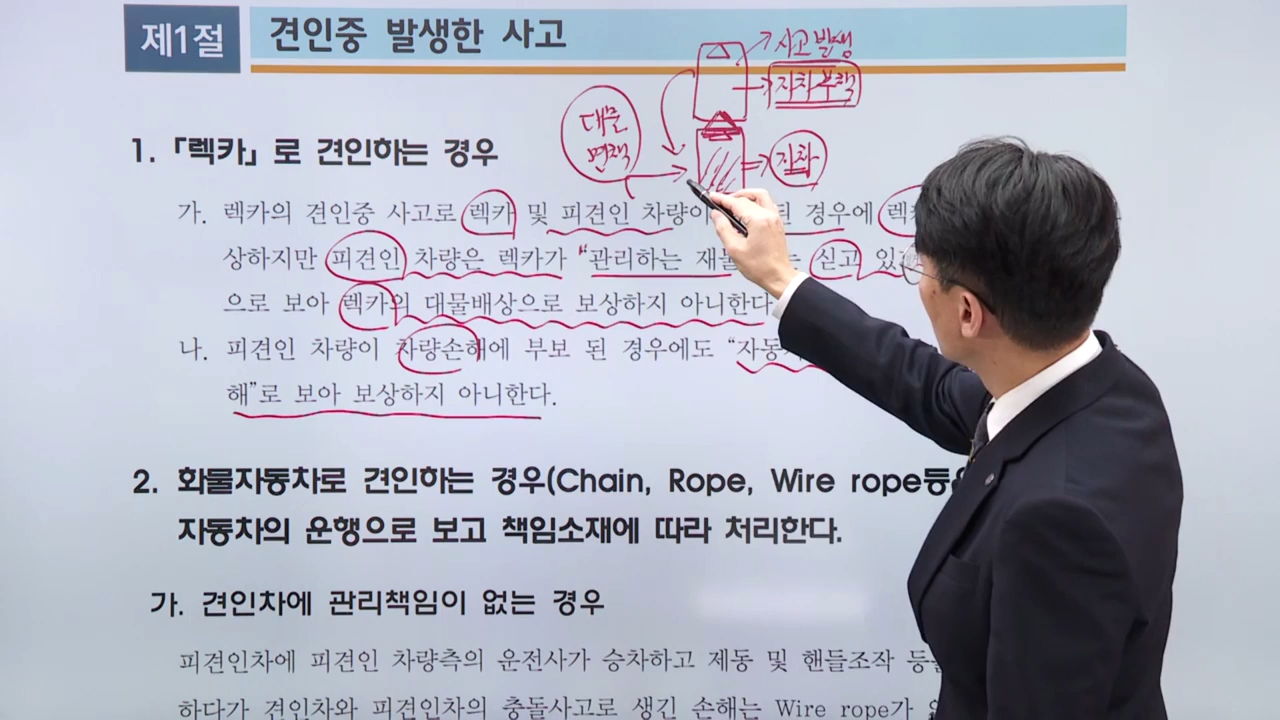 제1절 견인중 발생한 사고
사고발생
자차부책
대물
면책
자차
1. 「렉카」로 견인하는 경우
가. 렉카의 견인중 사고로 렉카 및 피견인 차량이 된 경우에
상하지만 피견인 차량은 렉카가 "관리하는 재물 싣고 있
으로 보아 렉카의 대물배상으로 보상하지 아니한다
나. 피견인 차량이 차량손해에 부보 된 경우에도 "자동
해"로 보아 보상하지 아니한다.
2. 화물자동차로 견인하는 경우(Chain, Rope, Wire rope등
자동차의 운행으로 보고 책임소재에 따라 처리한다.
가. 견인차에 관리책임이 없는 경우
피견인차에 피견인 차량측의 운전사가 승차하고 제동 및 핸들조작 등을
하다가 견인차와 피견인차의 충돌사고로 생긴 손해는 Wire rope가